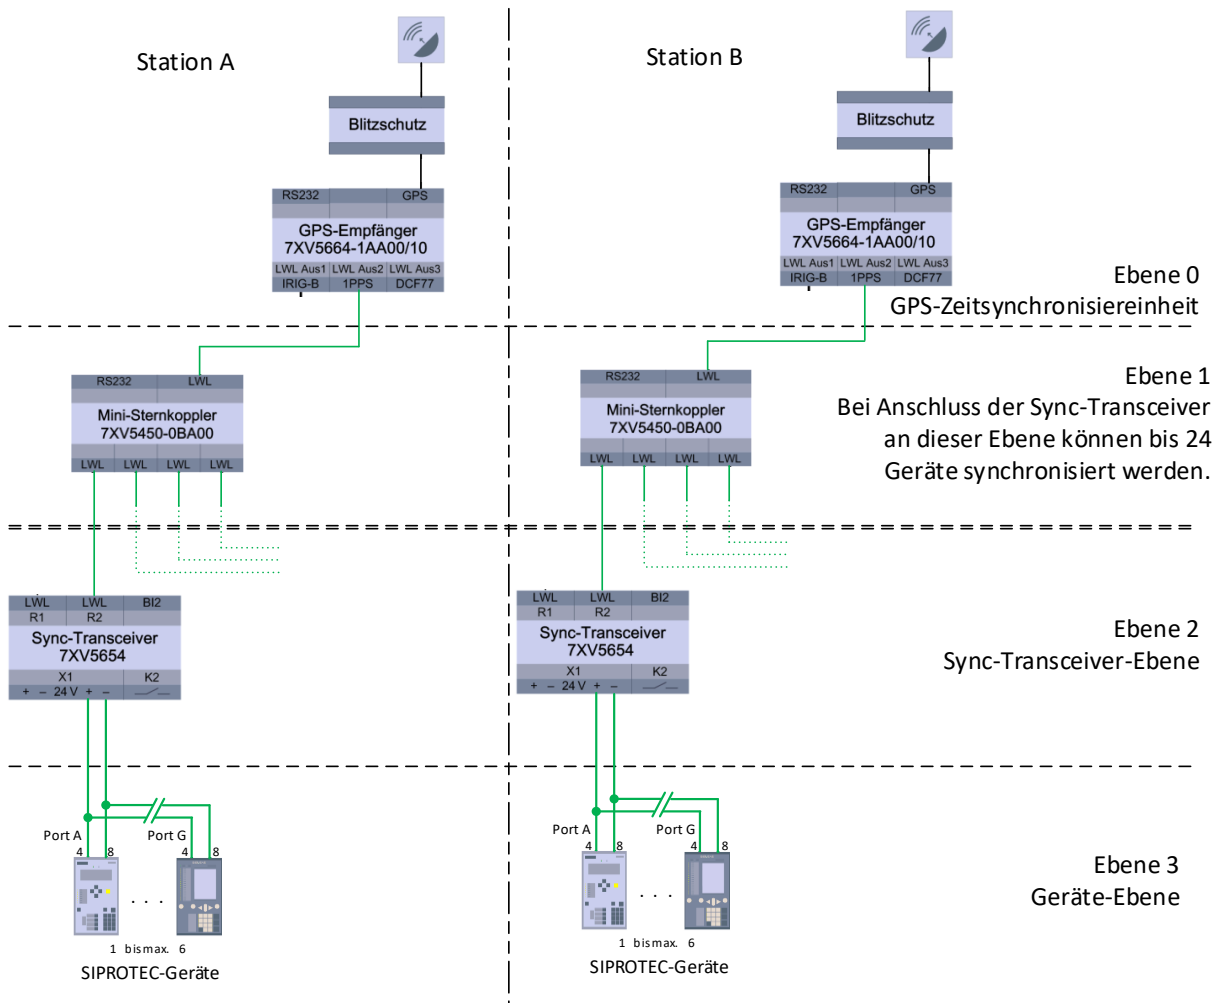 Station A
Blitzschutz
RS232 GPS
GPS-Empfänger
7XV5664-1AA00/10
LWL Aus1 LWL Aus2 LWL Aus3
IRIG-B 1PPS DCF77
RS232 LWL
Mini-Sternkoppler
7XV5450-0BA00
LWL LWL LWL LWL
LWL LWL BI2
R1 R2
Sync-Transceiver
7XV5654
X1 K2
+ – 24 V + –
Port A Port G
4 8 4 8
. . .
1 bis max. 6
SIPROTEC-Geräte
Station B
Blitzschutz
RS232 GPS
GPS-Empfänger
7XV5664-1AA00/10
LWL Aus1 LWL Aus2 LWL Aus3
IRIG-B 1PPS DCF77
RS232 LWL
Mini-Sternkoppler
7XV5450-0BA00
LWL LWL LWL LWL
LWL LWL BI2
R1 R2
Sync-Transceiver
7XV5654
X1 K2
+ – 24 V + –
Port A Port G
4 8 4 8
. . .
1 bis max. 6
SIPROTEC-Geräte
Ebene 0
GPS-Zeitsynchronisiereinheit
Ebene 1
Bei Anschluss der Sync-Transceiver
an dieser Ebene können bis 24
Geräte synchronisiert werden.
Ebene 2
Sync-Transceiver-Ebene
Ebene 3
Geräte-Ebene